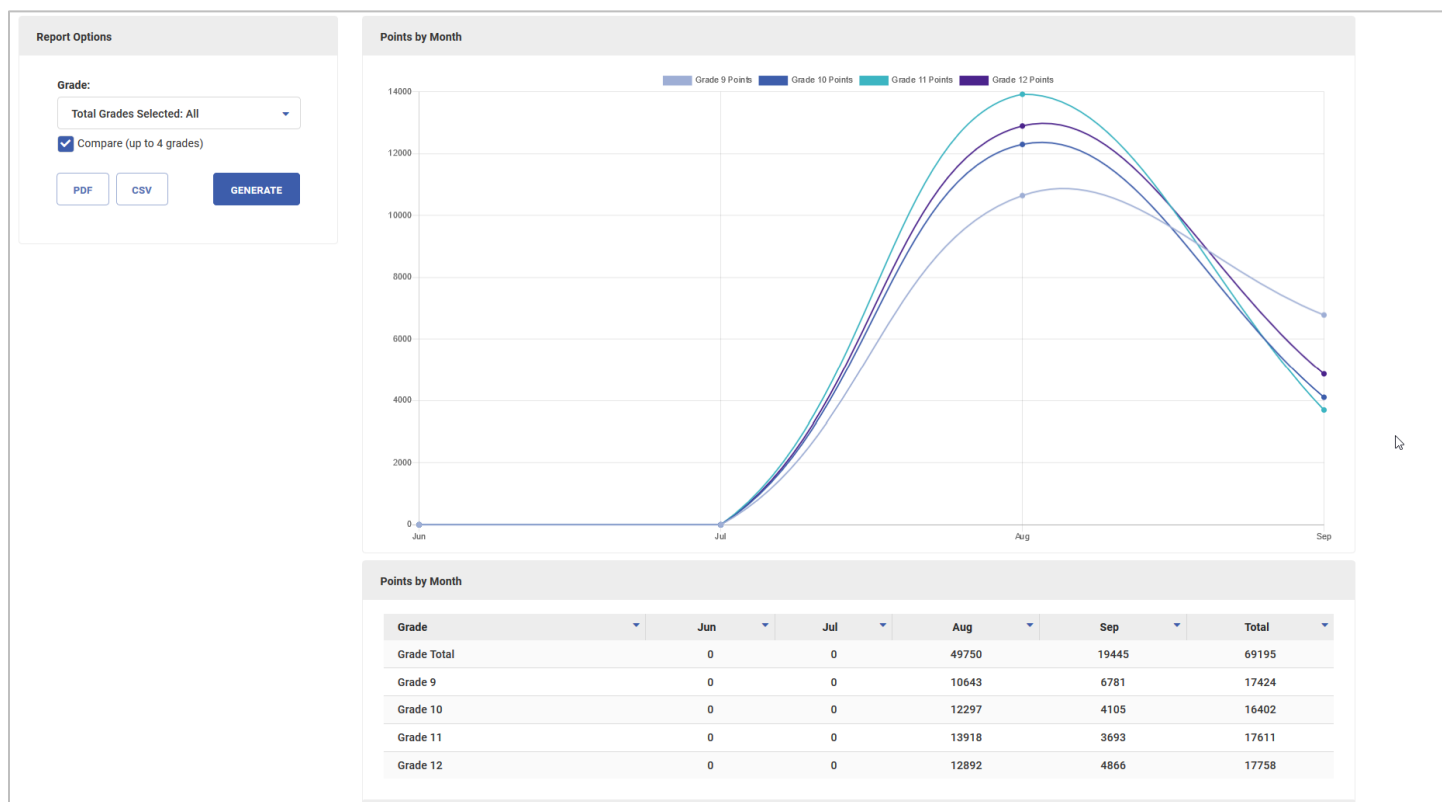 Report Options
Grade:
Total Grades Selected: All
Compare (up to 4 grades)
PDF CSV GENERATE
Points by Month
Grade 9 Points Grade 10 Points Grade 11 Points Grade 12 Points
14000
12000
10000
8000
6000
4000
2000
0
Jun Jul Aug Sep
Points by Month
Grade Jun Jul Aug Sep Total
Grade Total 0 0 49750 19445 69195
Grade 9 0 0 10643 6781 17424
Grade 10 0 0 12297 4105 16402
Grade 11 0 0 13918 3693 17611
Grade 12 0 0 12892 4866 17758